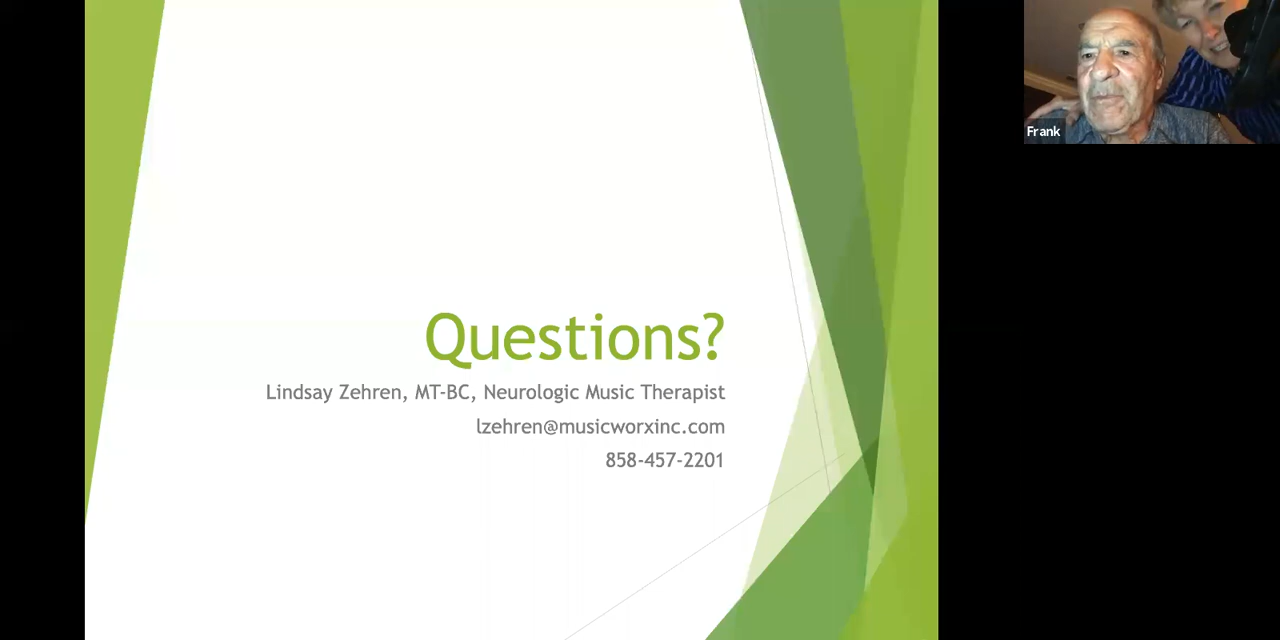 Frank
Questions?
Lindsay Zehren, MT-BC, Neurologic Music Therapist
lzehren@musicworxinc.com
858-457-2201